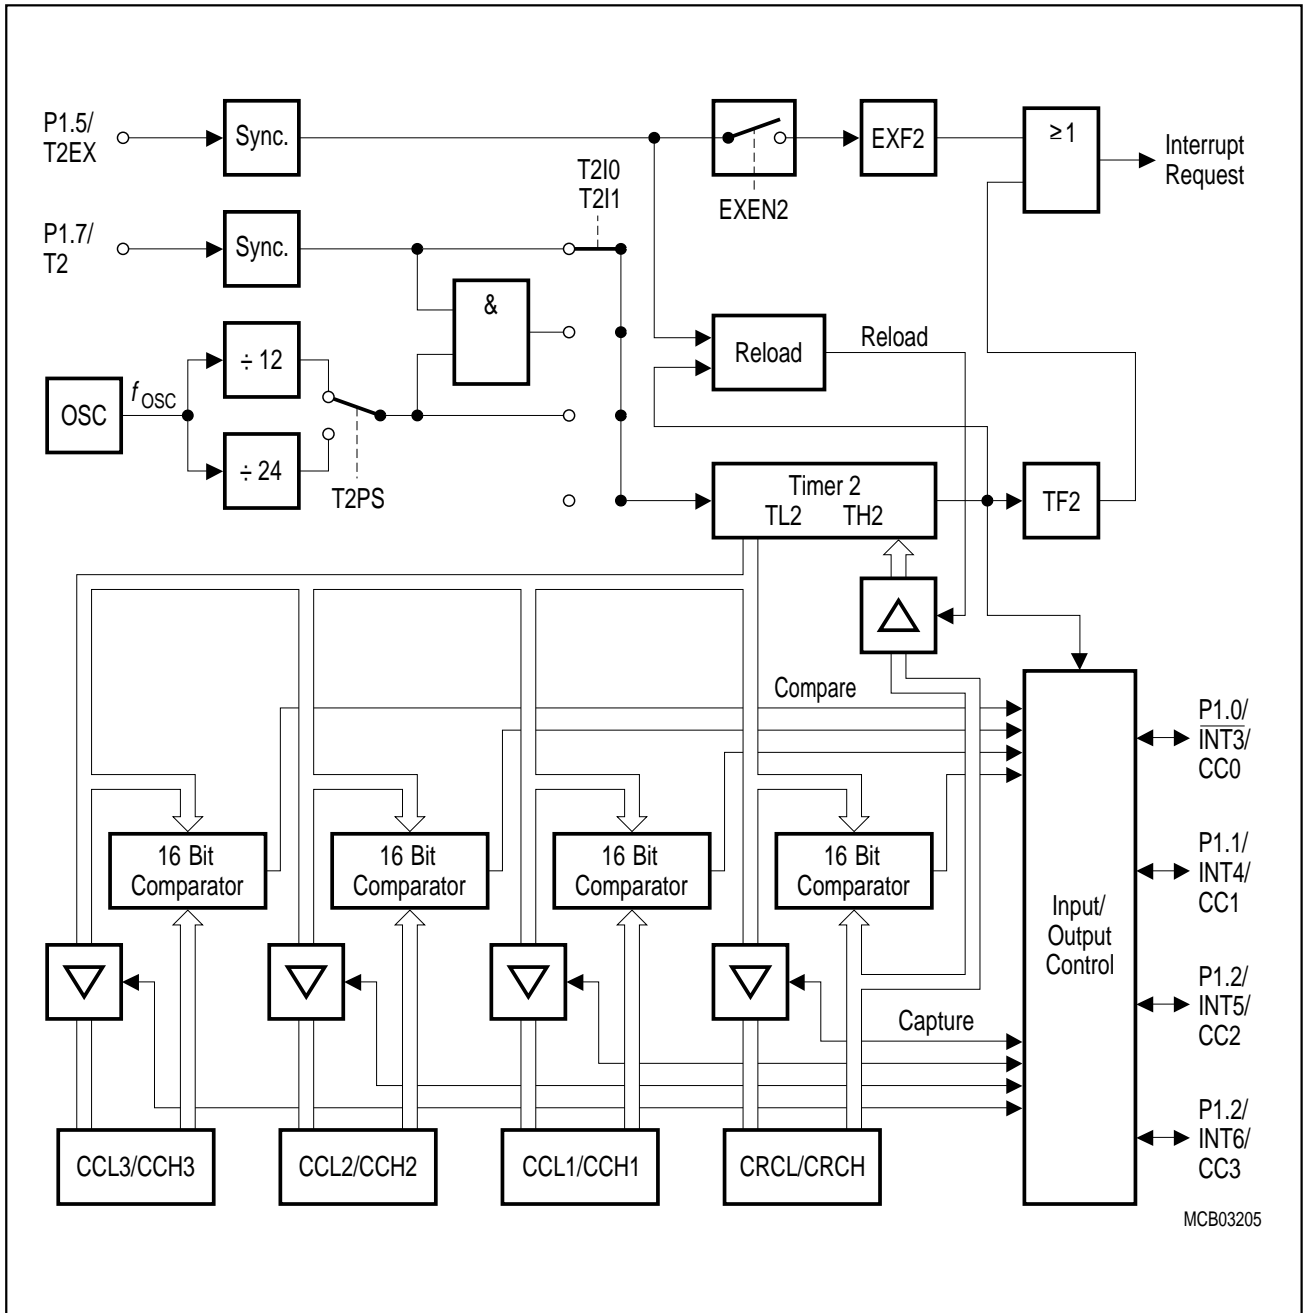 P1.5/
T2EX
Sync.
EXEN2
EXF2
≥1
Interrupt
Request
T2I0
T2I1
P1.7/
T2
Sync.
&
÷ 12
OSC
f OSC
÷ 24
T2PS
Reload
Reload
Timer 2
TL2 TH2
TF2
Compare
16 Bit
Comparator
16 Bit
Comparator
16 Bit
Comparator
16 Bit
Comparator
Capture
Input/
Output
Control
P1.0/
INT3/
CC0
P1.1/
INT4/
CC1
P1.2/
INT5/
CC2
P1.2/
INT6/
CC3
CCL3/CCH3
CCL2/CCH2
CCL1/CCH1
CRCL/CRCH
MCB03205